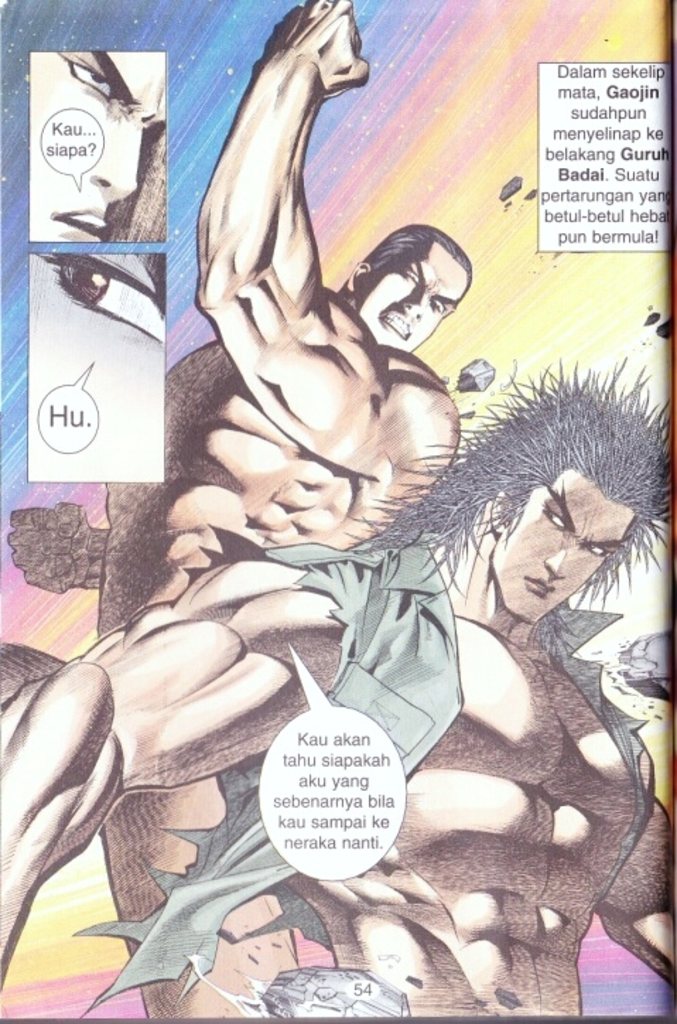 Kau...
siapa?
Hu.
Dalam sekelip
mata, Gaojin
sudahpun
menyelinap ke
belakang Guruh
Badai. Suatu
pertarungan yang
betul-betul hebat
pun bermula!
Kau akan
tahu siapakah
aku yang
sebenarnya bila
kau sampai ke
neraka nanti.
54